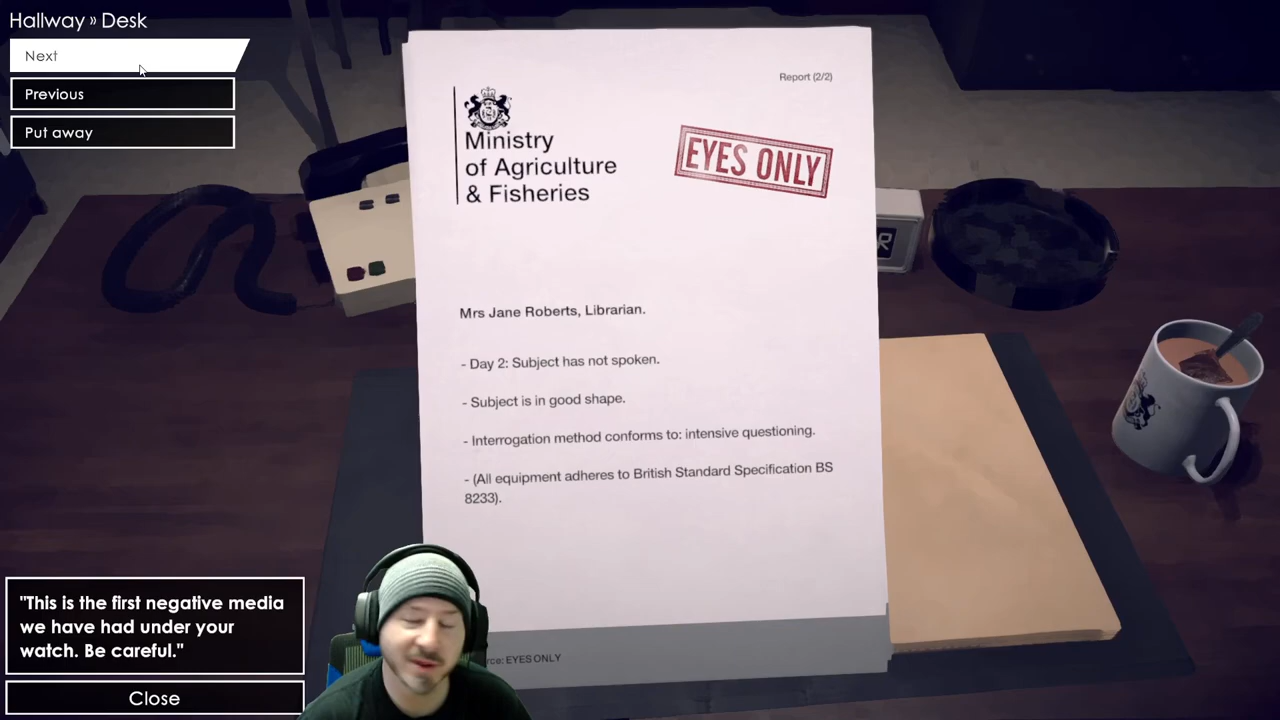 Hallway » Desk
Next
Previous
Put away
Report (2/2)
Ministry
of Agriculture
& Fisheries
EYES ONLY
R
Mrs Jane Roberts, Librarian.
- Day 2: Subject has not spoken.
- Subject is in good shape.
- Interrogation method conforms to: intensive questioning.
- (All equipment adheres to British Standard Specification BS
8233).
"This is the first negative media
we have had under your
watch. Be careful."
Close
EYES ONLY